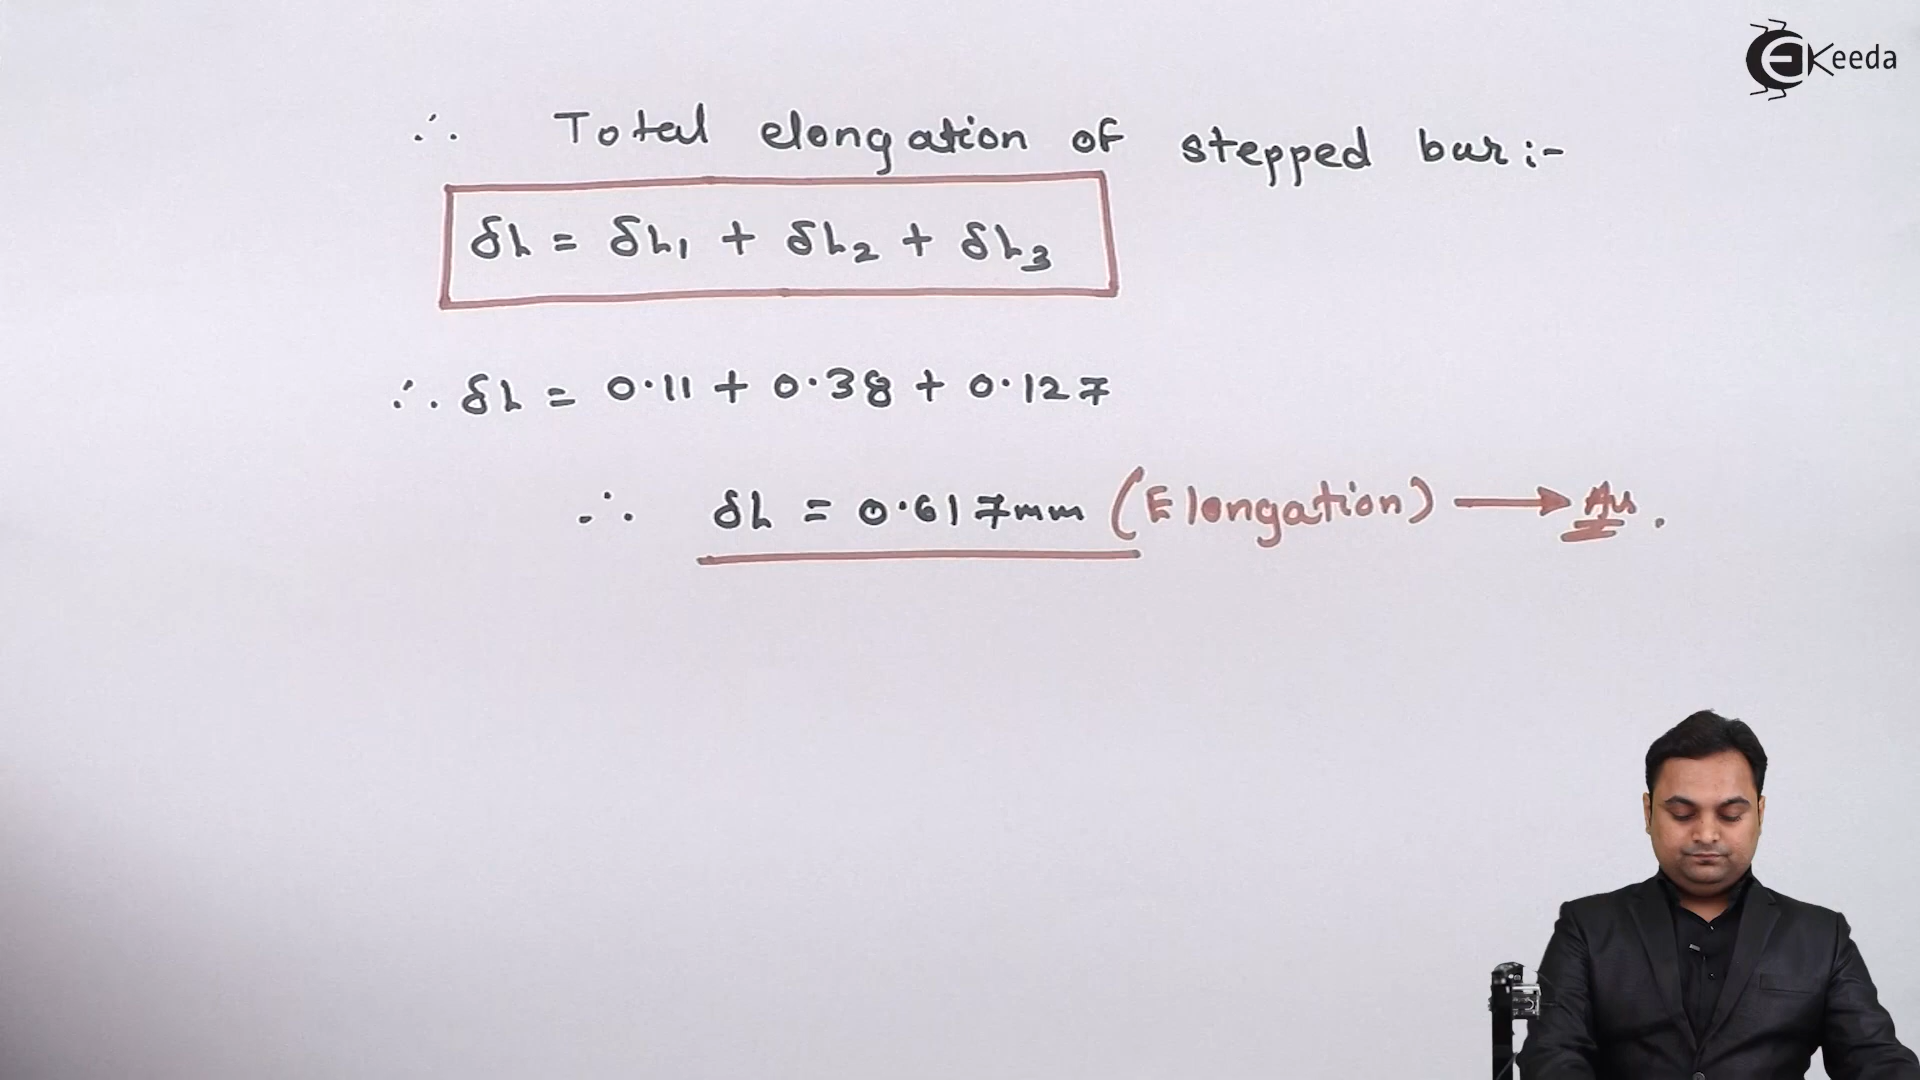 EKeeda
∴ Total elongation of stepped bar:-
δL = δL₁ + δL₂ + δL₃
∴ δL = 0.11 + 0.38 + 0.127
∴ δL = 0.617mm (Elongation) → Ans.